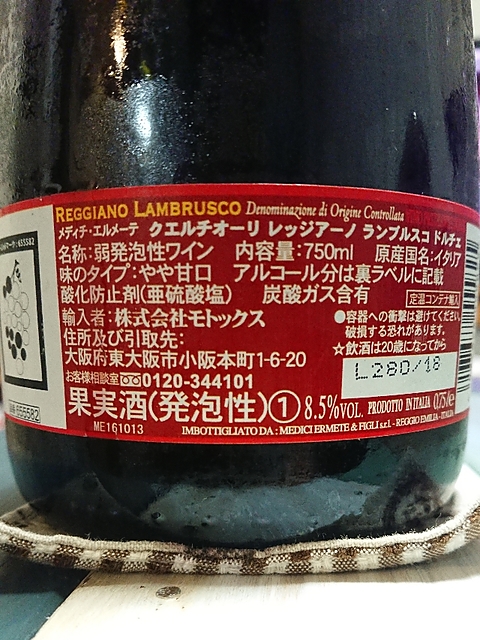 REGGIANO LAMBRUSCO Denominazione di Origine Controllata
メディチ・エルメーテ クエルチオーリ レッジアーノ ランブルスコ ドルチェ
名称:弱発泡性ワイン 内容量:750ml 原産国名:イタリア
味のタイプ:やや甘口 アルコール分は裏ラベルに記載
酸化防止剤(亜硫酸塩) 炭酸ガス含有 定温コンテナ輸入
輸入者:株式会社モトックス
●容器への衝撃は避けてください。
破損する恐れがあります。
住所及び引取先:
☆飲酒は20歳になってから
大阪府東大阪市小阪本町1-6-20
L280/18
お客様相談室 0120-344101
果実酒(発泡性)① 8.5%VOL. PRODOTTO IN ITALIA 0,75 l e
ME161013 IMBOTTIGLIATO DA: MEDICI ERMETE & FIGLI s.r.l. - REGGIO EMILIA - ITALIA
655582